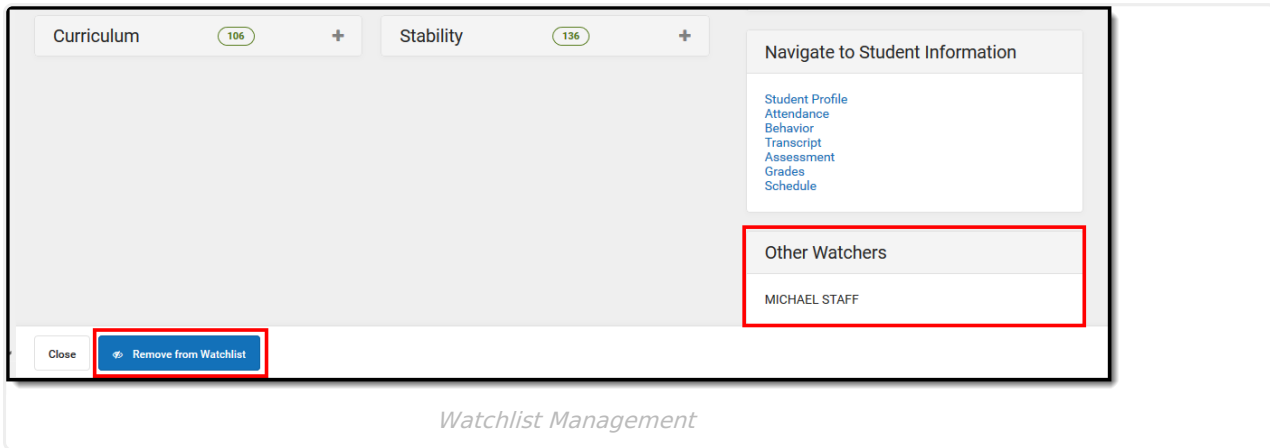 Curriculum 106 +
Stability 136 +
Navigate to Student Information
Student Profile
Attendance
Behavior
Transcript
Assessment
Grades
Schedule
Other Watchers
MICHAEL STAFF
Close
Remove from Watchlist
Watchlist Management